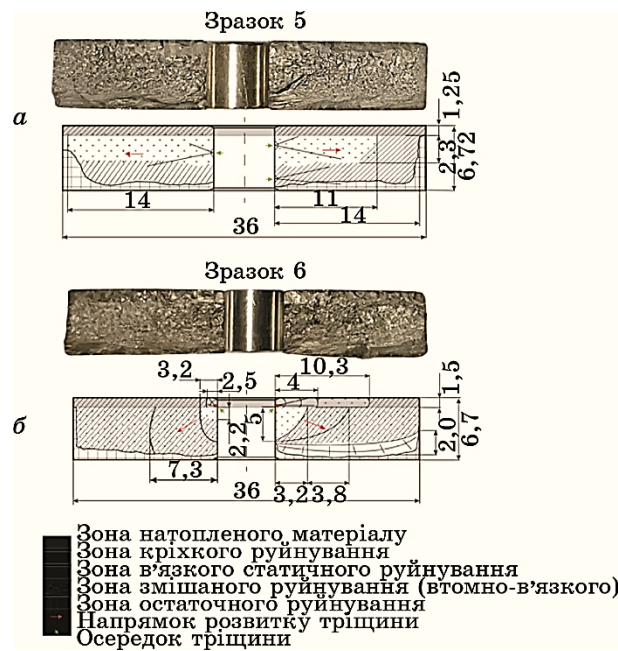 Зразок 5
а
1,25
2,3
6,72
14
11
14
36
Зразок 6
10,3
3,2
2,5
4
1,5
б
5
2,2
2,0
6,7
7,3
3,2
3,8
36
Зона натопленого матеріалу
Зона кріхкого руйнування
Зона в'язкого статичного руйнування
Зона змішаного руйнування (втомно-в'язкого)
Зона остаточного руйнування
Напрямок розвитку тріщини
Осередок тріщини